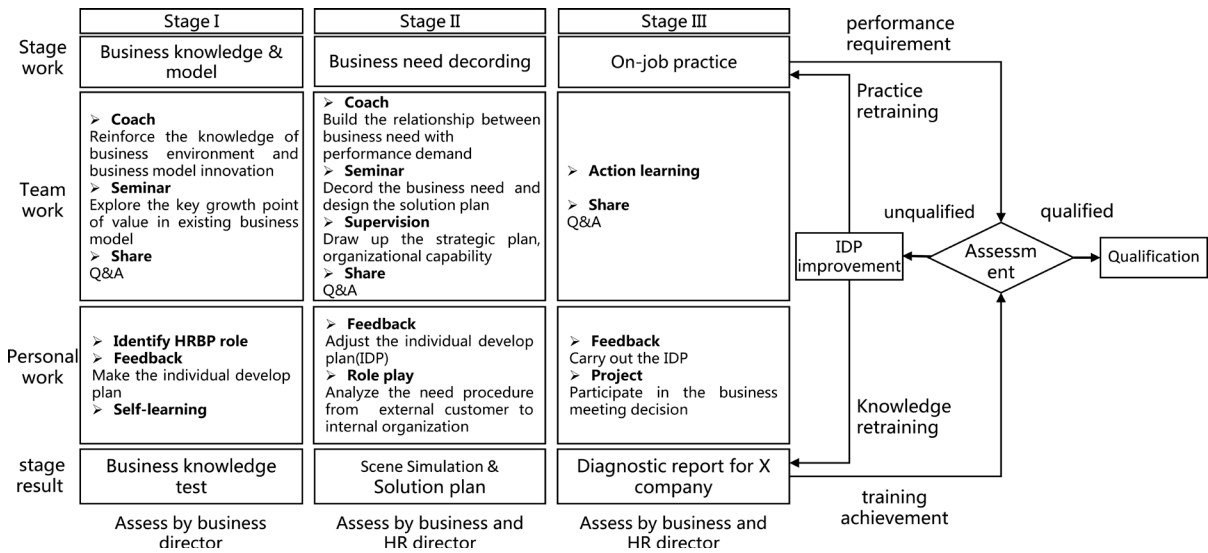 Stage I
Stage II
Stage III
Stage
work
Business knowledge &
model
Business need decording
On-job practice
performance
requirement
Practice
retraining
Team
work
➢ Coach
Reinforce the knowledge of
business environment and
business model innovation
➢ Seminar
Explore the key growth point
of value in existing business
model
➢ Share
Q&A
➢ Coach
Build the relationship between
business need with
performance demand
➢ Seminar
Decord the business need and
design the solution plan
➢ Supervision
Draw up the strategic plan,
organizational capability
➢ Share
Q&A
➢ Action learning
➢ Share
Q&A
unqualified
qualified
IDP
improvement
Assessm
ent
Qualification
Personal
work
➢ Identify HRBP role
➢ Feedback
Make the individual develop
plan
➢ Self-learning
➢ Feedback
Adjust the individual develop
plan(IDP)
➢ Role play
Analyze the need procedure
from external customer to
internal organization
➢ Feedback
Carry out the IDP
➢ Project
Participate in the business
meeting decision
Knowledge
retraining
stage
result
Business knowledge
test
Scene Simulation &
Solution plan
Diagnostic report for X
company
training
achievement
Assess by business
director
Assess by business and
HR director
Assess by business and
HR director